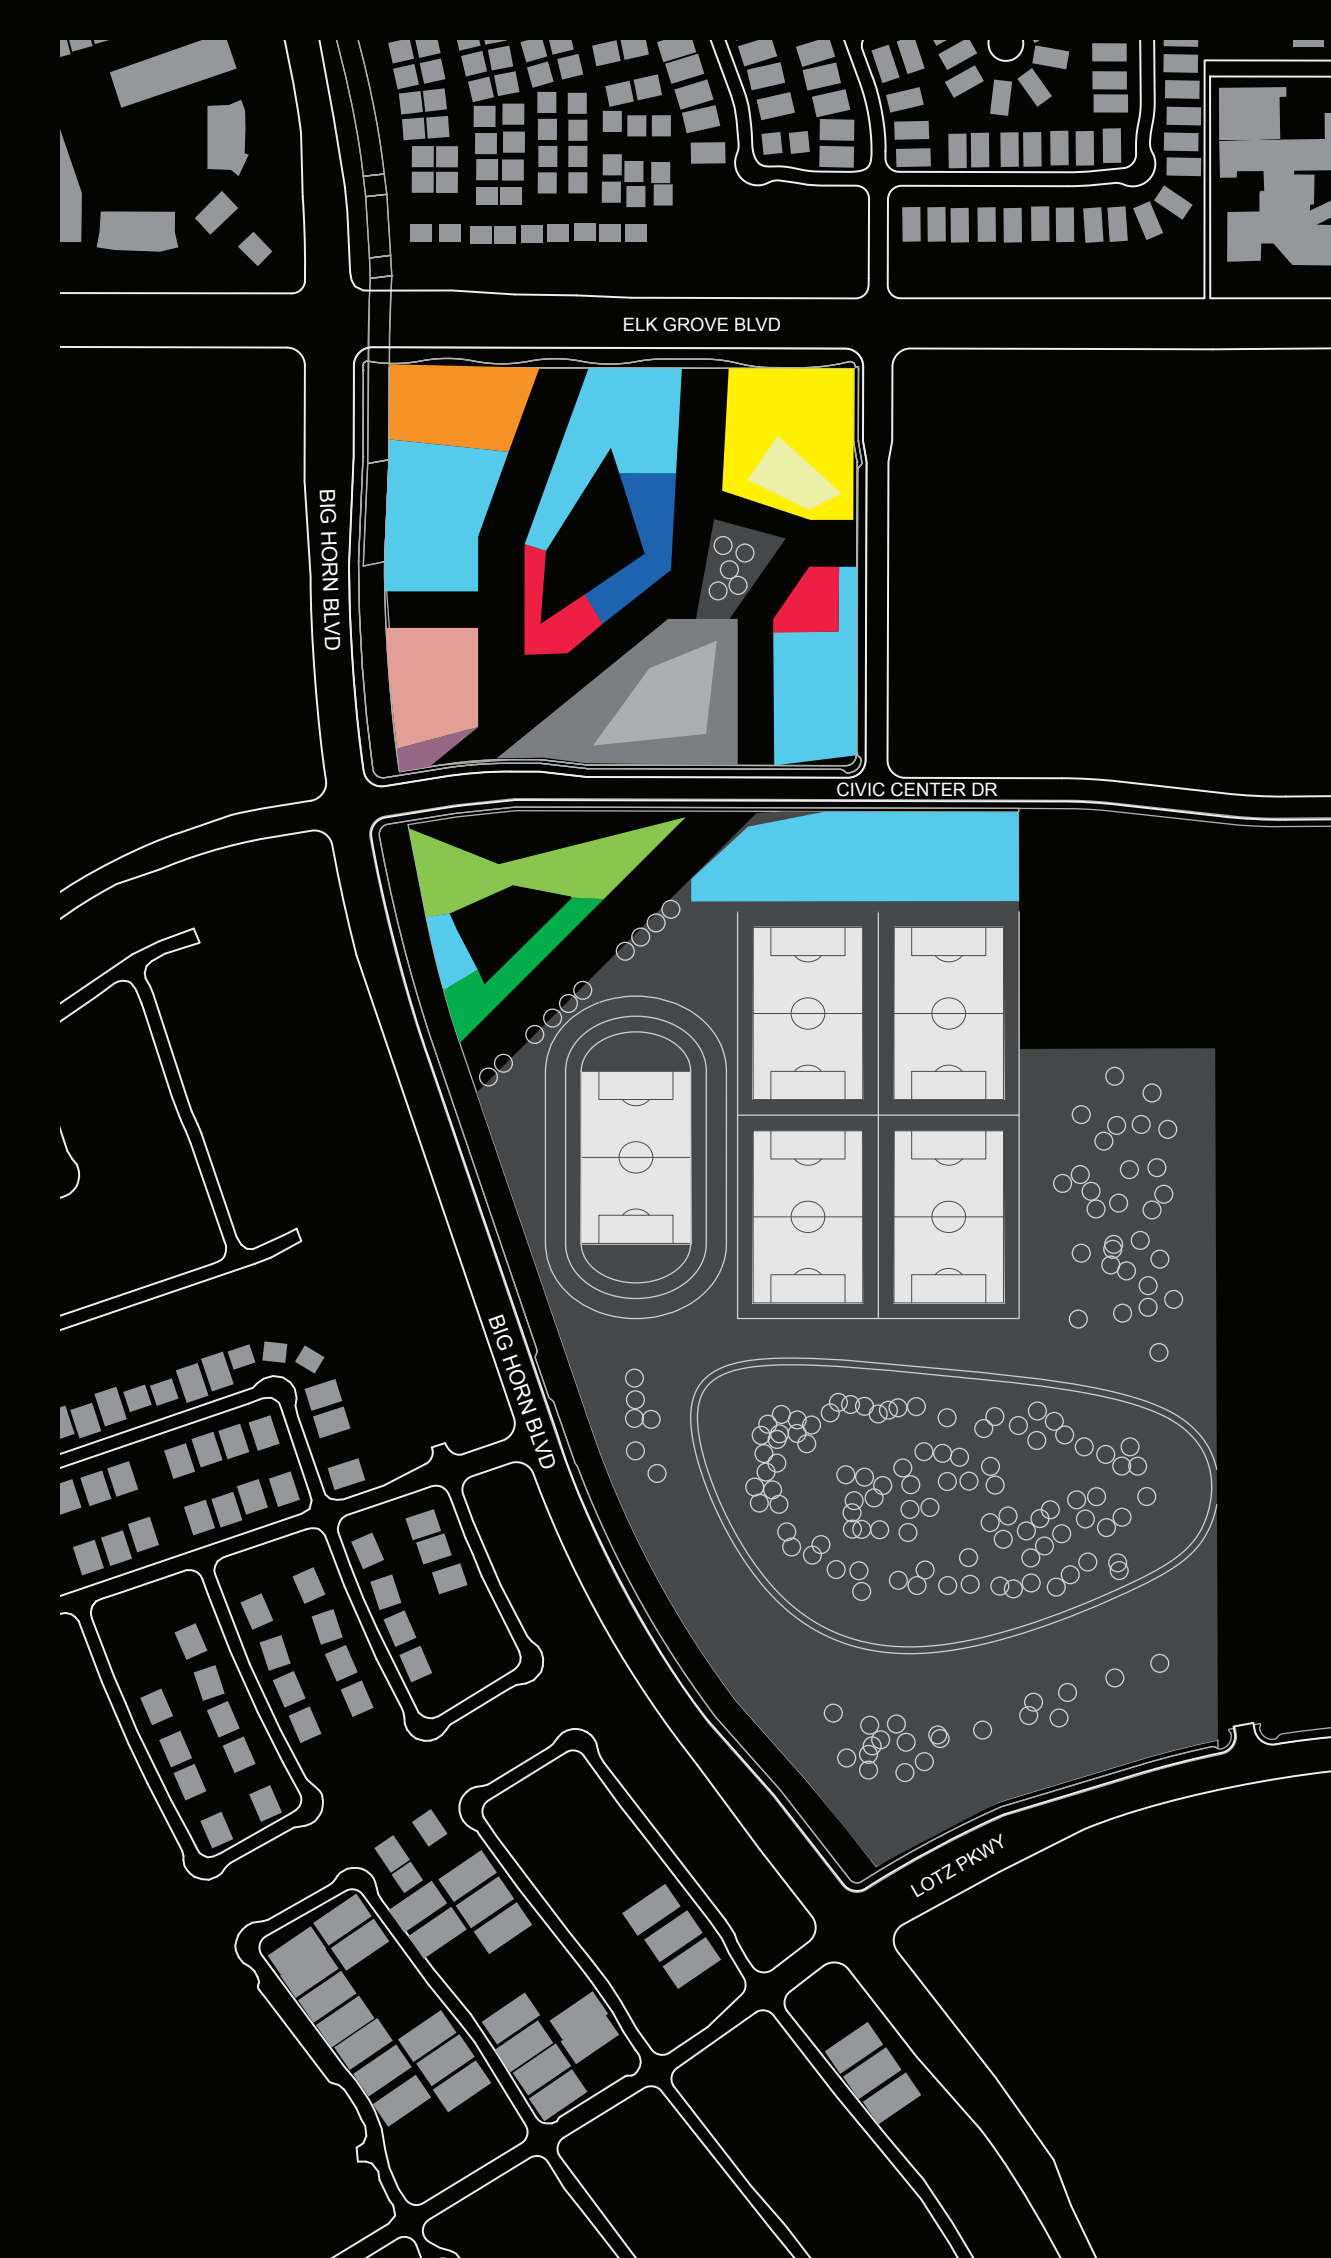 ELK GROVE BLVD
BIG HORN BLVD
CIVIC CENTER DR
BIG HORN BLVD
LOTZ PKWY